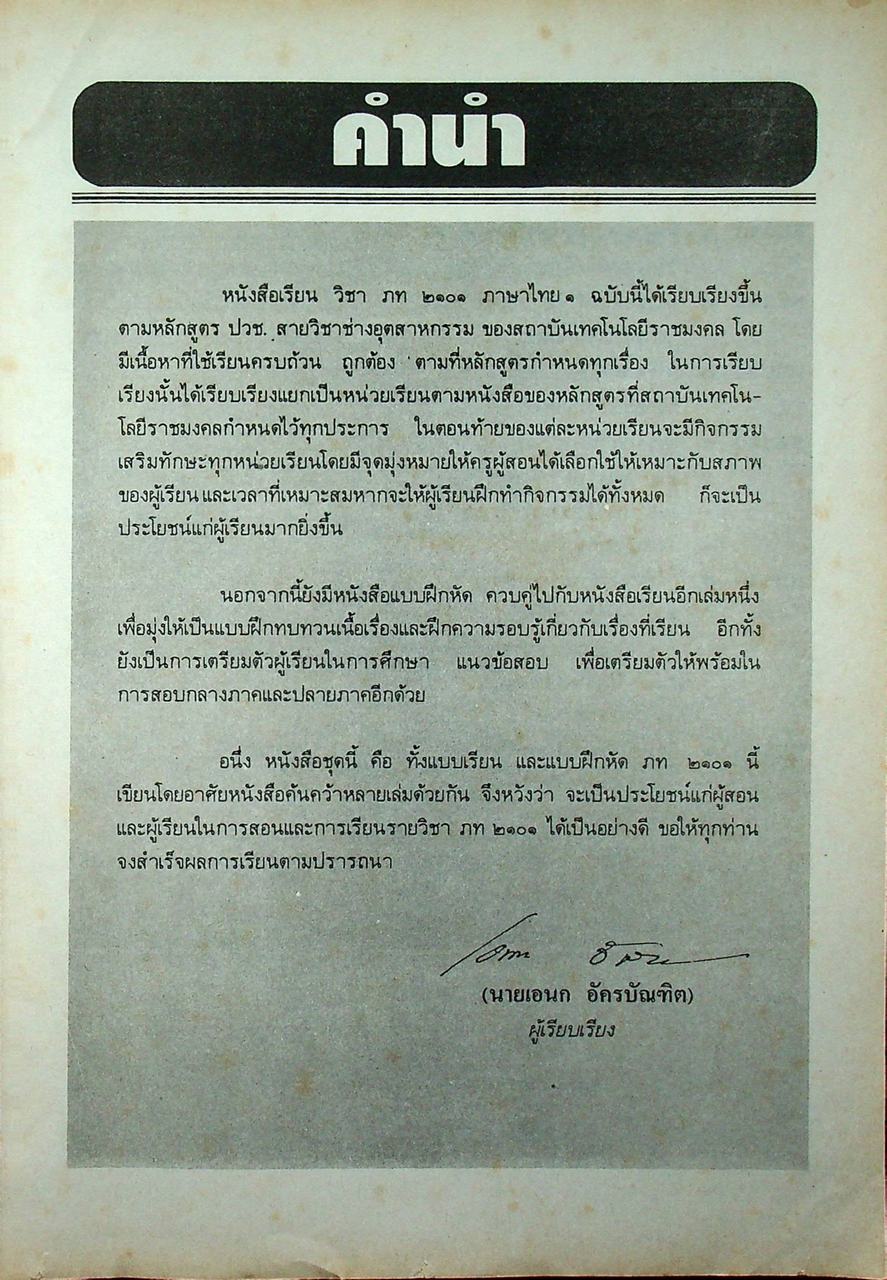 คำนำ
หนังสือเรียน วิชา ภท ๒๑๐๑ ภาษาไทย ๑ ฉบับนี้ได้เรียบเรียงขึ้น
ตามหลักสูตร ปวช. สายวิชาช่างอุตสาหกรรม ของสถาบันเทคโนโลยีราชมงคล โดย
มีเนื้อหาที่ใช้เรียนครบถ้วน ถูกต้อง ตามที่หลักสูตรกำหนดทุกเรื่อง ในการเรียบ
เรียงนั้นได้เรียบเรียงแยกเป็นหน่วยเรียนตามหนังสือของหลักสูตรที่สถาบันเทคโน-
โลยีราชมงคลกำหนดไว้ทุกประการ ในตอนท้ายของแต่ละหน่วยเรียนจะมีกิจกรรม
เสริมทักษะทุกหน่วยเรียนโดยมีจุดมุ่งหมายให้ครูผู้สอนได้เลือกใช้ให้เหมาะกับสภาพ
ของผู้เรียน และเวลาที่เหมาะสมหากจะให้ผู้เรียนฝึกทำกิจกรรมได้ทั้งหมด ก็จะเป็น
ประโยชน์แก่ผู้เรียนมากยิ่งขึ้น
นอกจากนี้ยังมีหนังสือแบบฝึกหัด ควบคู่ไปกับหนังสือเรียนอีกเล่มหนึ่ง
เพื่อมุ่งให้เป็นแบบฝึกทบทวนเนื้อเรื่องและฝึกความรอบรู้เกี่ยวกับเรื่องที่เรียน อีกทั้ง
ยังเป็นการเตรียมตัวผู้เรียนในการศึกษา แนวข้อสอบ เพื่อเตรียมตัวให้พร้อมใน
การสอบกลางภาคและปลายภาคอีกด้วย
อนึ่ง หนังสือชุดนี้ คือ ทั้งแบบเรียน และแบบฝึกหัด ภท ๒๑๐๑ นี้
เขียนโดยอาศัยหนังสือค้นคว้าหลายเล่มด้วยกัน จึงหวังว่า จะเป็นประโยชน์แก่ผู้สอน
และผู้เรียนในการสอนและการเรียนรายวิชา ภท ๒๑๐๑ ได้เป็นอย่างดี ขอให้ทุกท่าน
จงสำเร็จผลการเรียนตามปรารถนา
(นายเอนก อัครบัณฑิต)
ผู้เรียบเรียง